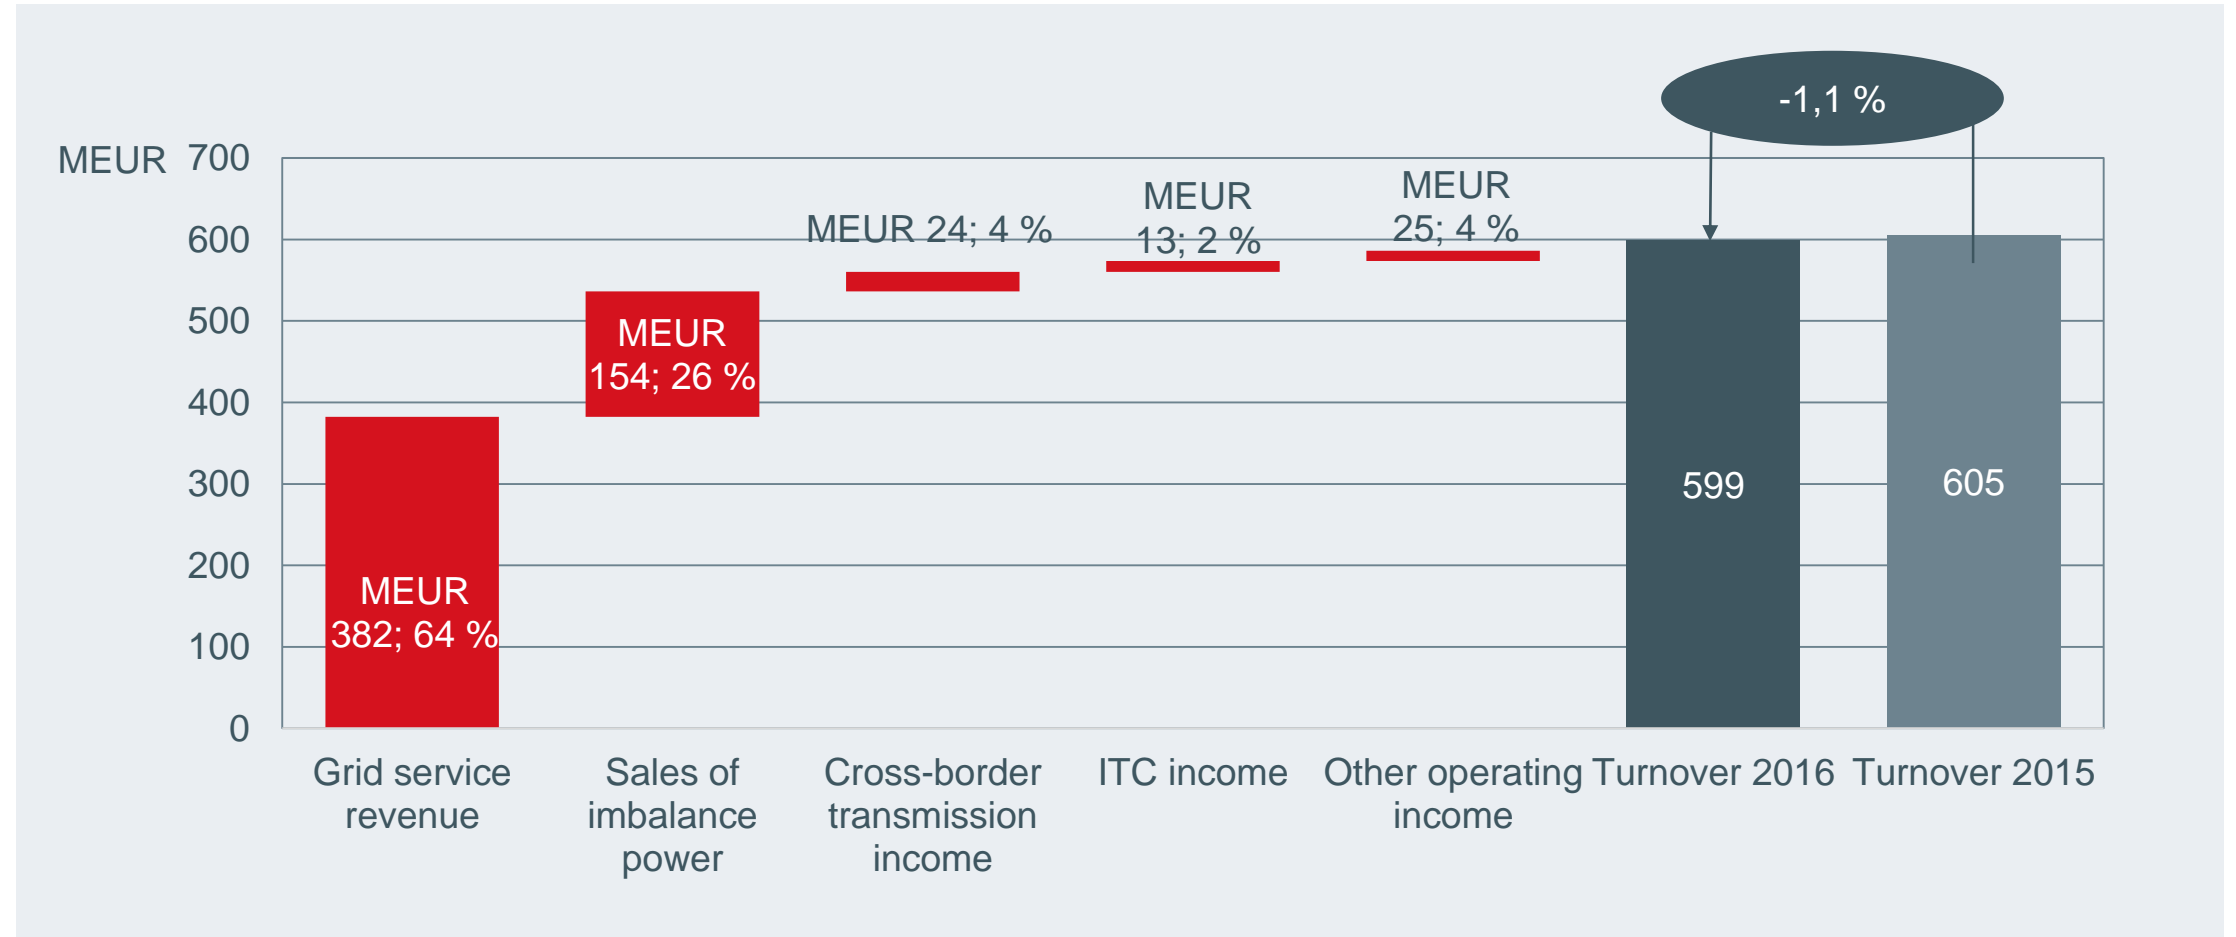 -1,1 %
MEUR
700
600
500
400
300
200
100
0
MEUR
382; 64 %
MEUR
154; 26 %
MEUR 24; 4 %
MEUR
13; 2 %
MEUR
25; 4 %
599
605
Grid service
revenue
Sales of
imbalance
power
Cross-border
transmission
income
ITC income
Other operating
income
Turnover 2016
Turnover 2015